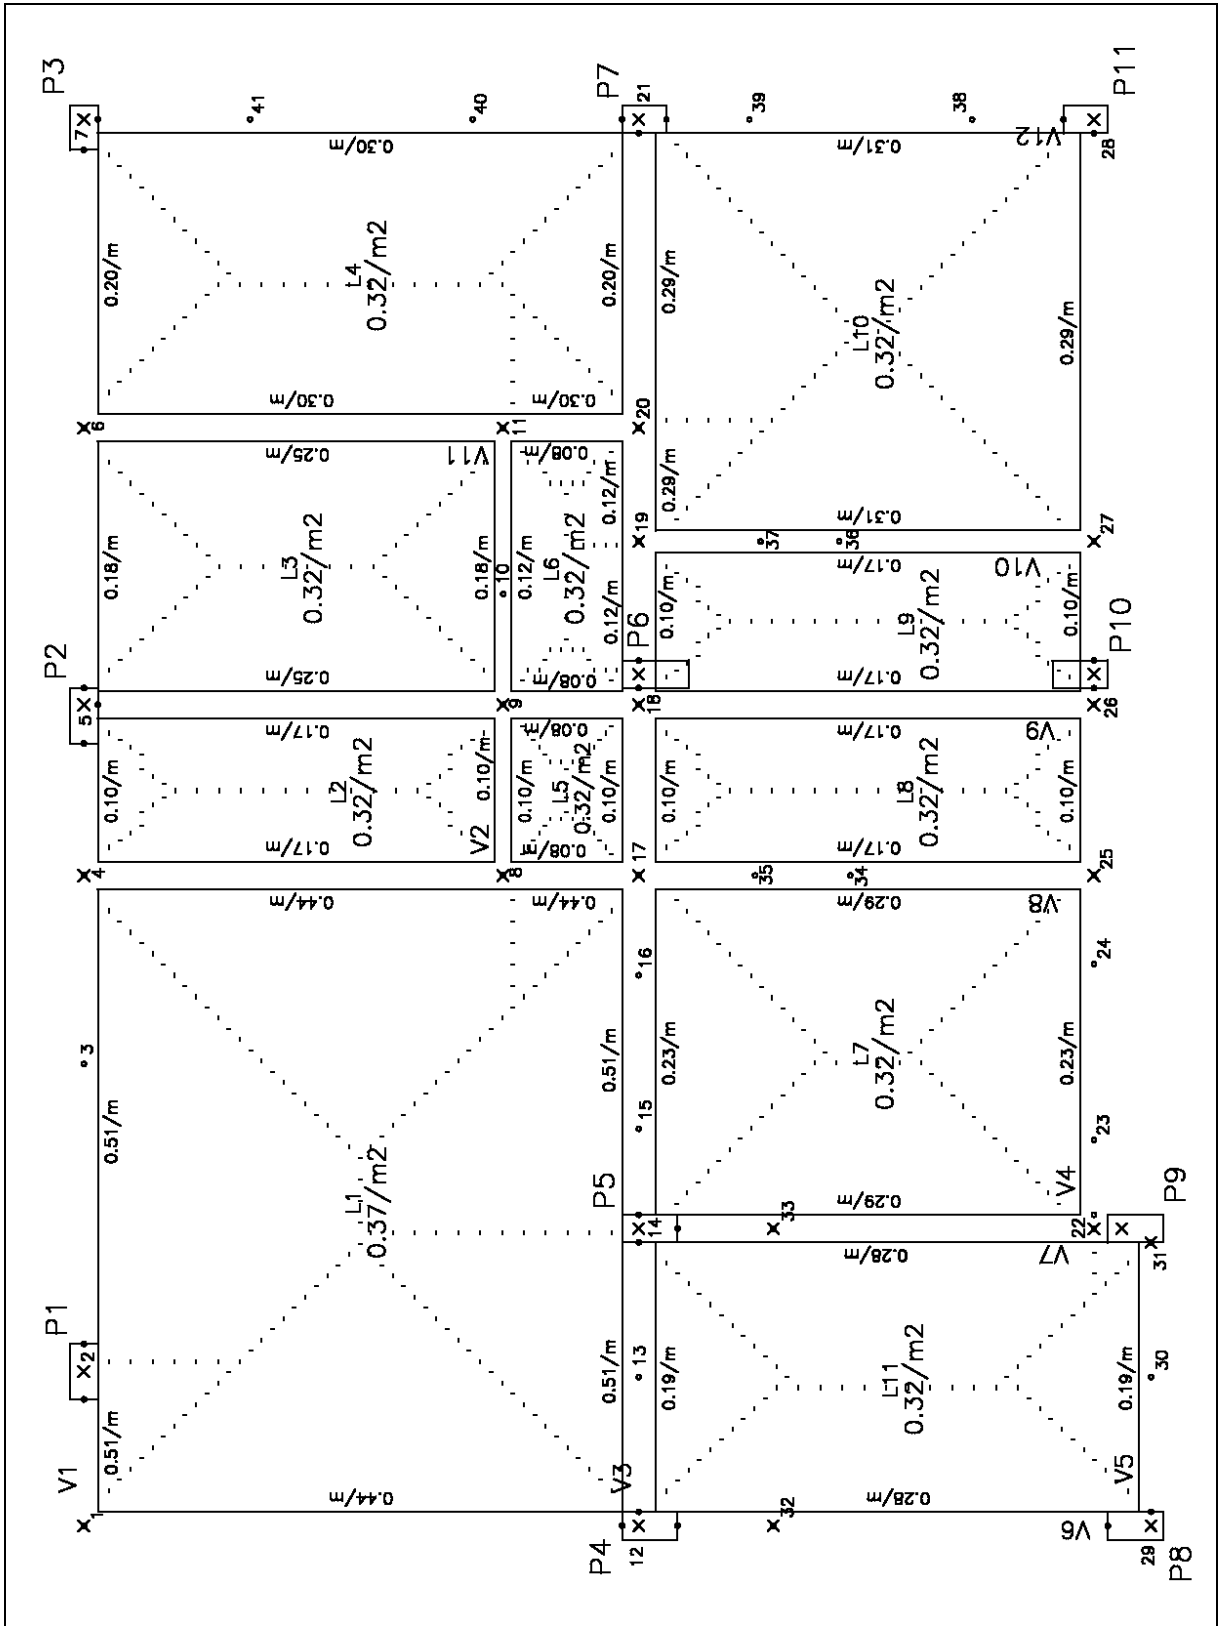 V1
P1
P2
P3
1
2
3
4
5
6
7
0.51/m
0.51/m
0.10/m
0.18/m
0.20/m
41
0.44/m
0.44/m
0.17/m
0.17/m
0.25/m
0.25/m
0.30/m
0.30/m
L1
0.37/m2
L2
0.32/m2
L3
0.32/m2
L4
0.32/m2
V2
V11
40
0.10/m
0.18/m
8
9
10
11
0.44/m
0.10/m
0.08/m
0.08/m
0.12/m
0.08/m
0.08/m
0.30/m
L5
0.32/m2
L6
0.32/m2
P4
V3
P5
P6
P7
0.51/m
0.51/m
0.10/m
0.12/m
0.12/m
0.20/m
12
13
14
15
16
17
18
19
20
21
0.19/m
0.23/m
0.10/m
0.10/m
0.29/m
0.29/m
32
33
35
37
39
34
36
0.28/m
0.28/m
0.29/m
0.29/m
0.17/m
0.17/m
0.17/m
0.17/m
0.31/m
0.31/m
L11
0.32/m2
L7
0.32/m2
L8
0.32/m2
L9
0.32/m2
L10
0.32/m2
38
V7
V4
V8
V9
V10
V12
0.23/m
0.10/m
0.10/m
0.29/m
22
23
24
25
26
27
28
V6
V5
0.19/m
P10
P11
29
30
31
P8
P9